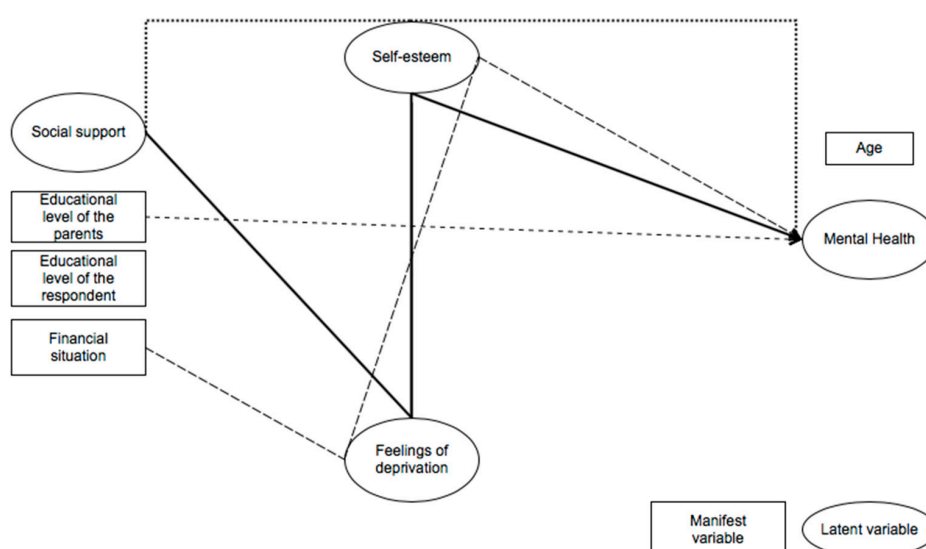 Self-esteem
Social support
Age
Educational
level of the
parents
Mental Health
Educational
level of the
respondent
Financial
situation
Feelings of
deprivation
Manifest
variable
Latent variable